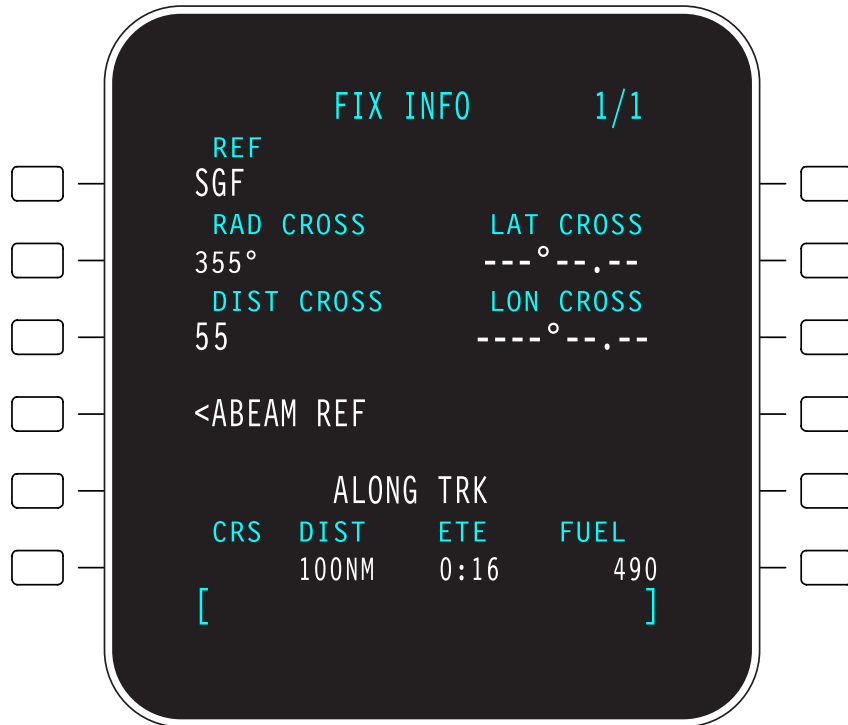 FIX INFO 1/1
REF
SGF
RAD CROSS LAT CROSS
355° ---°--.--
DIST CROSS LON CROSS
55 ----°--.--
<ABEAM REF
ALONG TRK
CRS DIST ETE FUEL
100NM 0:16 490
[ ]